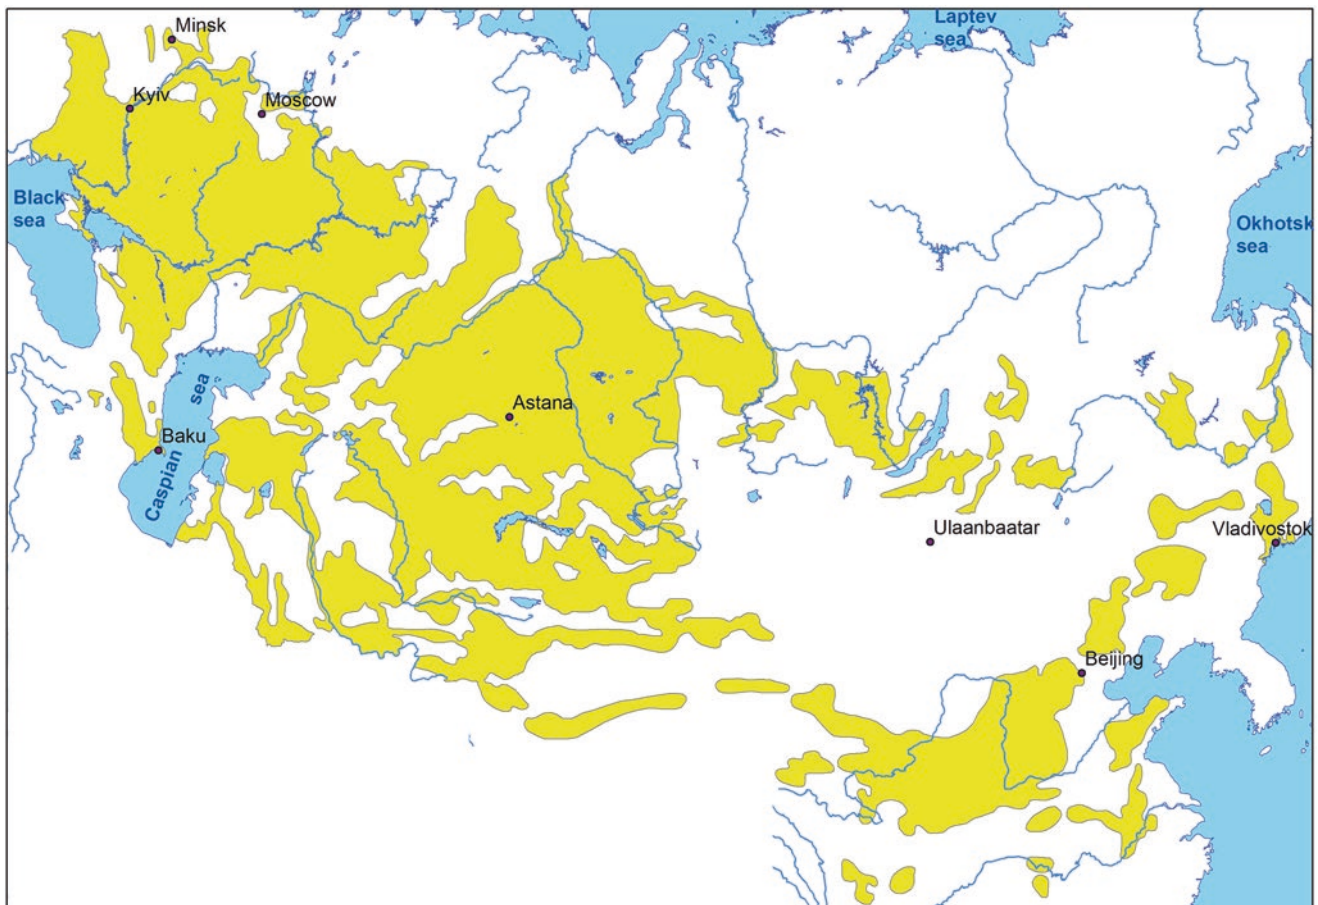 Minsk
Laptev
sea
Kyiv
Moscow
Black
sea
Okhotsk
sea
Caspian sea
Astana
Baku
Ulaanbaatar
Vladivostok
Beijing